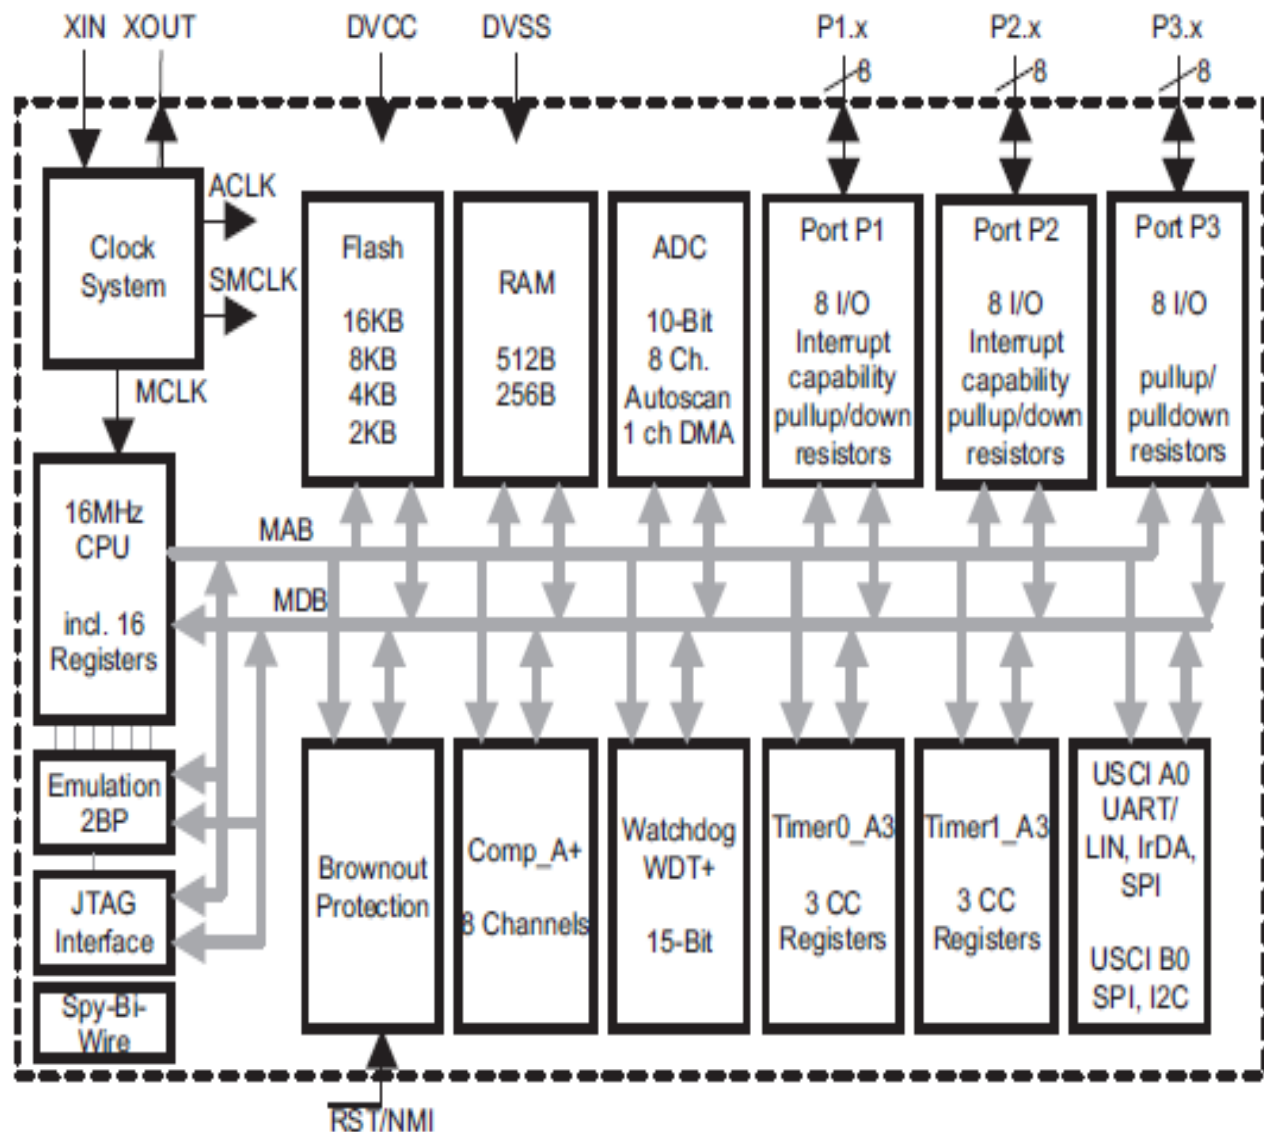 XIN XOUT DVCC DVSS P1.x P2.x P3.x
8 8 8
Clock
System
ACLK
SMCLK
MCLK
Flash
16KB
8KB
4KB
2KB
RAM
512B
256B
ADC
10-Bit
8 Ch.
Autoscan
1 ch DMA
Port P1
8 I/O
Interrupt
capability
pullup/down
resistors
Port P2
8 I/O
Interrupt
capability
pullup/down
resistors
Port P3
8 I/O
pullup/
pulldown
resistors
16MHz
CPU
incl. 16
Registers
MAB
MDB
Emulation
2BP
JTAG
Interface
Spy-Bi-
Wire
Brownout
Protection
Comp_A+
8 Channels
Watchdog
WDT+
15-Bit
Timer0_A3
3 CC
Registers
Timer1_A3
3 CC
Registers
USCI A0
UART/
LIN, IrDA,
SPI
USCI B0
SPI, I2C
RST/NMI